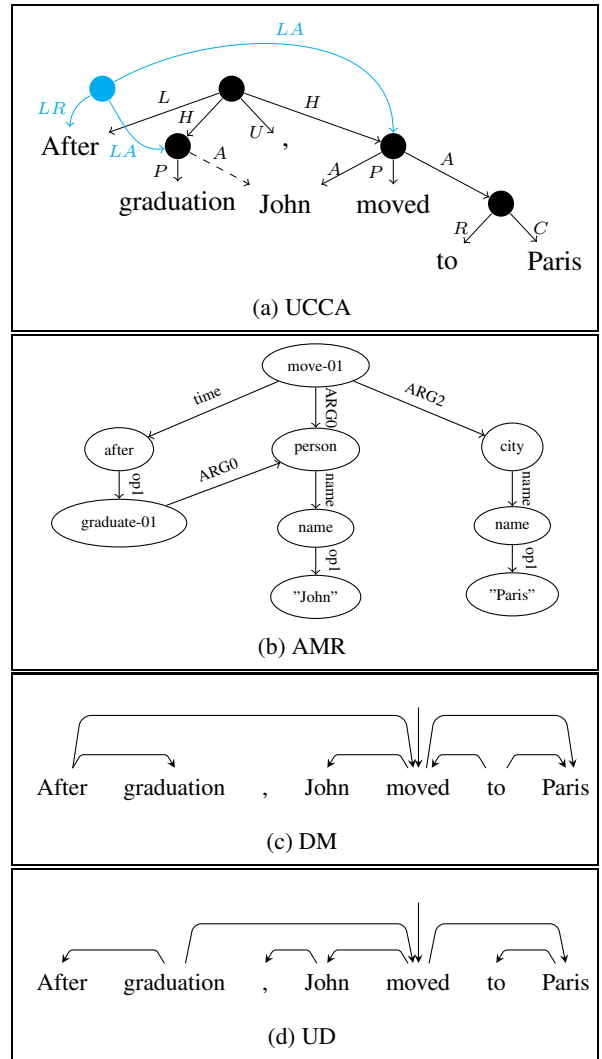 LA
LR L H H
After LA P A U , A P A
graduation John moved
R C
to Paris
(a) UCCA
move-01
time ARG0 ARG2
after person city
op1 ARG0 name name
graduate-01 name name
op1 op1
"John" "Paris"
(b) AMR
After graduation , John moved to Paris
(c) DM
After graduation , John moved to Paris
(d) UD